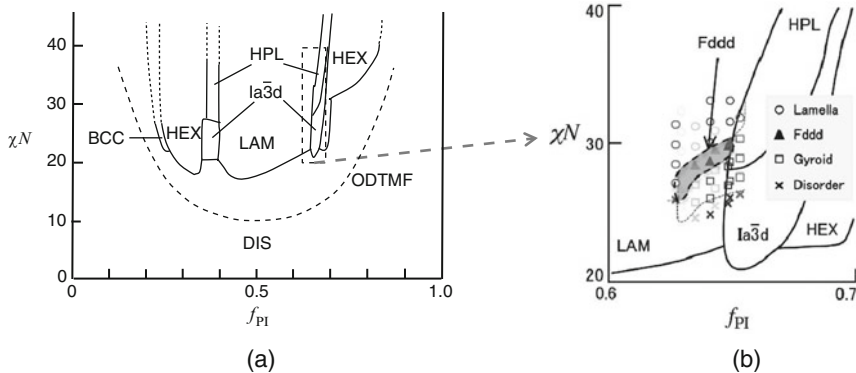 40
30
20
10
0
χN
0
0.5
1.0
f_PI
HPL
HEX
Ia3̄d
BCC
HEX
LAM
ODTMF
DIS
(a)
40
30
20
χN
0.6
0.7
f_PI
Fddd
HPL
Lamella
Fddd
Gyroid
Disorder
LAM
Ia3̄d
HEX
(b)